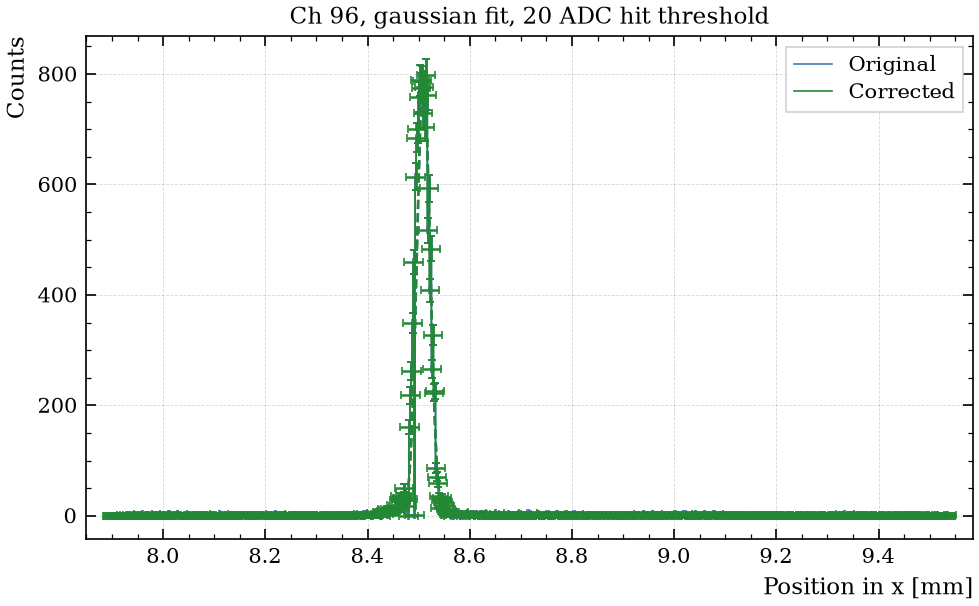 Ch 96, gaussian fit, 20 ADC hit threshold
Counts
Original
Corrected
800
600
400
200
0
8.0 8.2 8.4 8.6 8.8 9.0 9.2 9.4
Position in x [mm]